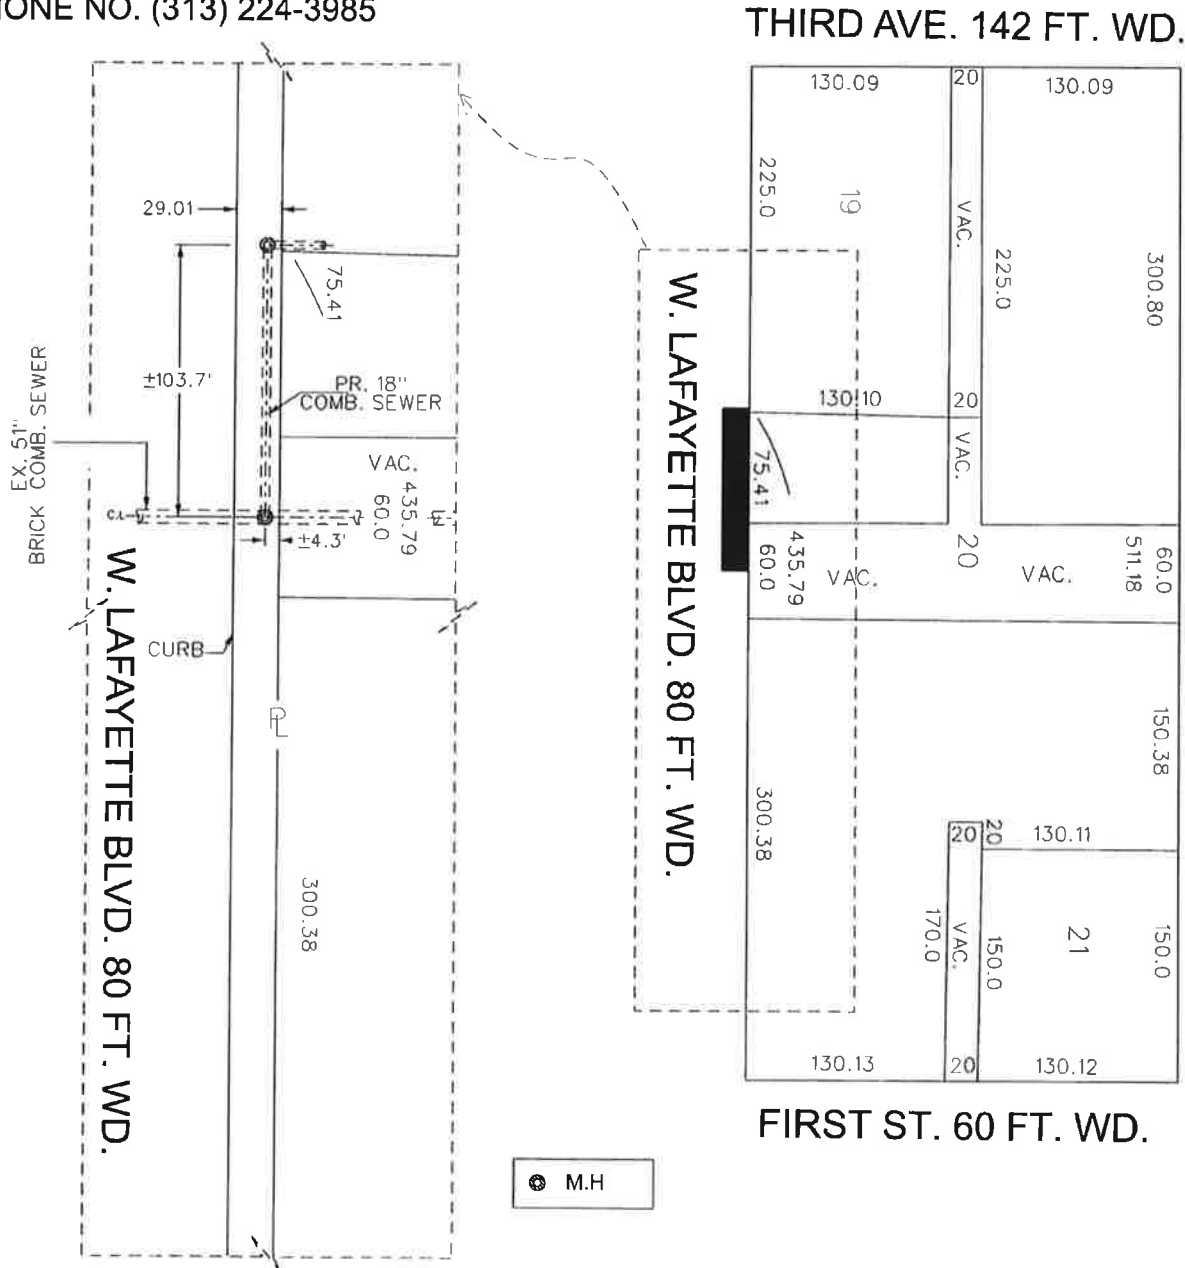 HONE NO. (313) 224-3985
THIRD AVE. 142 FT. WD.
29.01
75.41
±103.7'
PR. 18"
COMB. SEWER
EX. 51"
BRICK COMB. SEWER
VAC.
435.79
60.0
±4.3'
CURB
W. LAFAYETTE BLVD. 80 FT. WD.
PL
300.38
M.H
130.09
20
130.09
225.0
19
VAC.
225.0
300.80
W. LAFAYETTE BLVD. 80 FT. WD.
130.10
20
75.41
VAC.
435.79
60.0
VAC.
20
VAC.
60.0
511.18
300.38
150.38
20
20
130.11
170.0
VAC.
150.0
21
150.0
130.13
20
130.12
FIRST ST. 60 FT. WD.